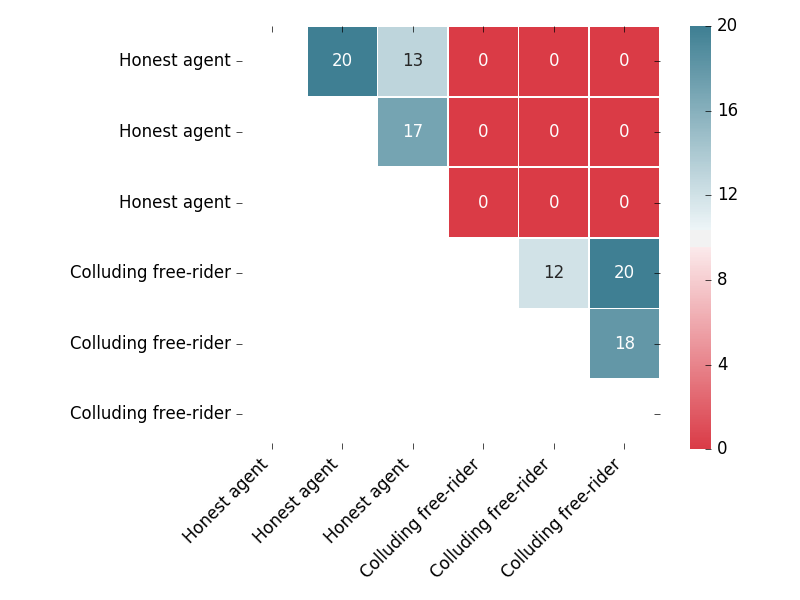 Honest agent 20 13 0 0 0
Honest agent 17 0 0 0
Honest agent 0 0 0
Colluding free-rider 12 20
Colluding free-rider 18
Colluding free-rider
Honest agent
Honest agent
Honest agent
Colluding free-rider
Colluding free-rider
Colluding free-rider
20
16
12
8
4
0